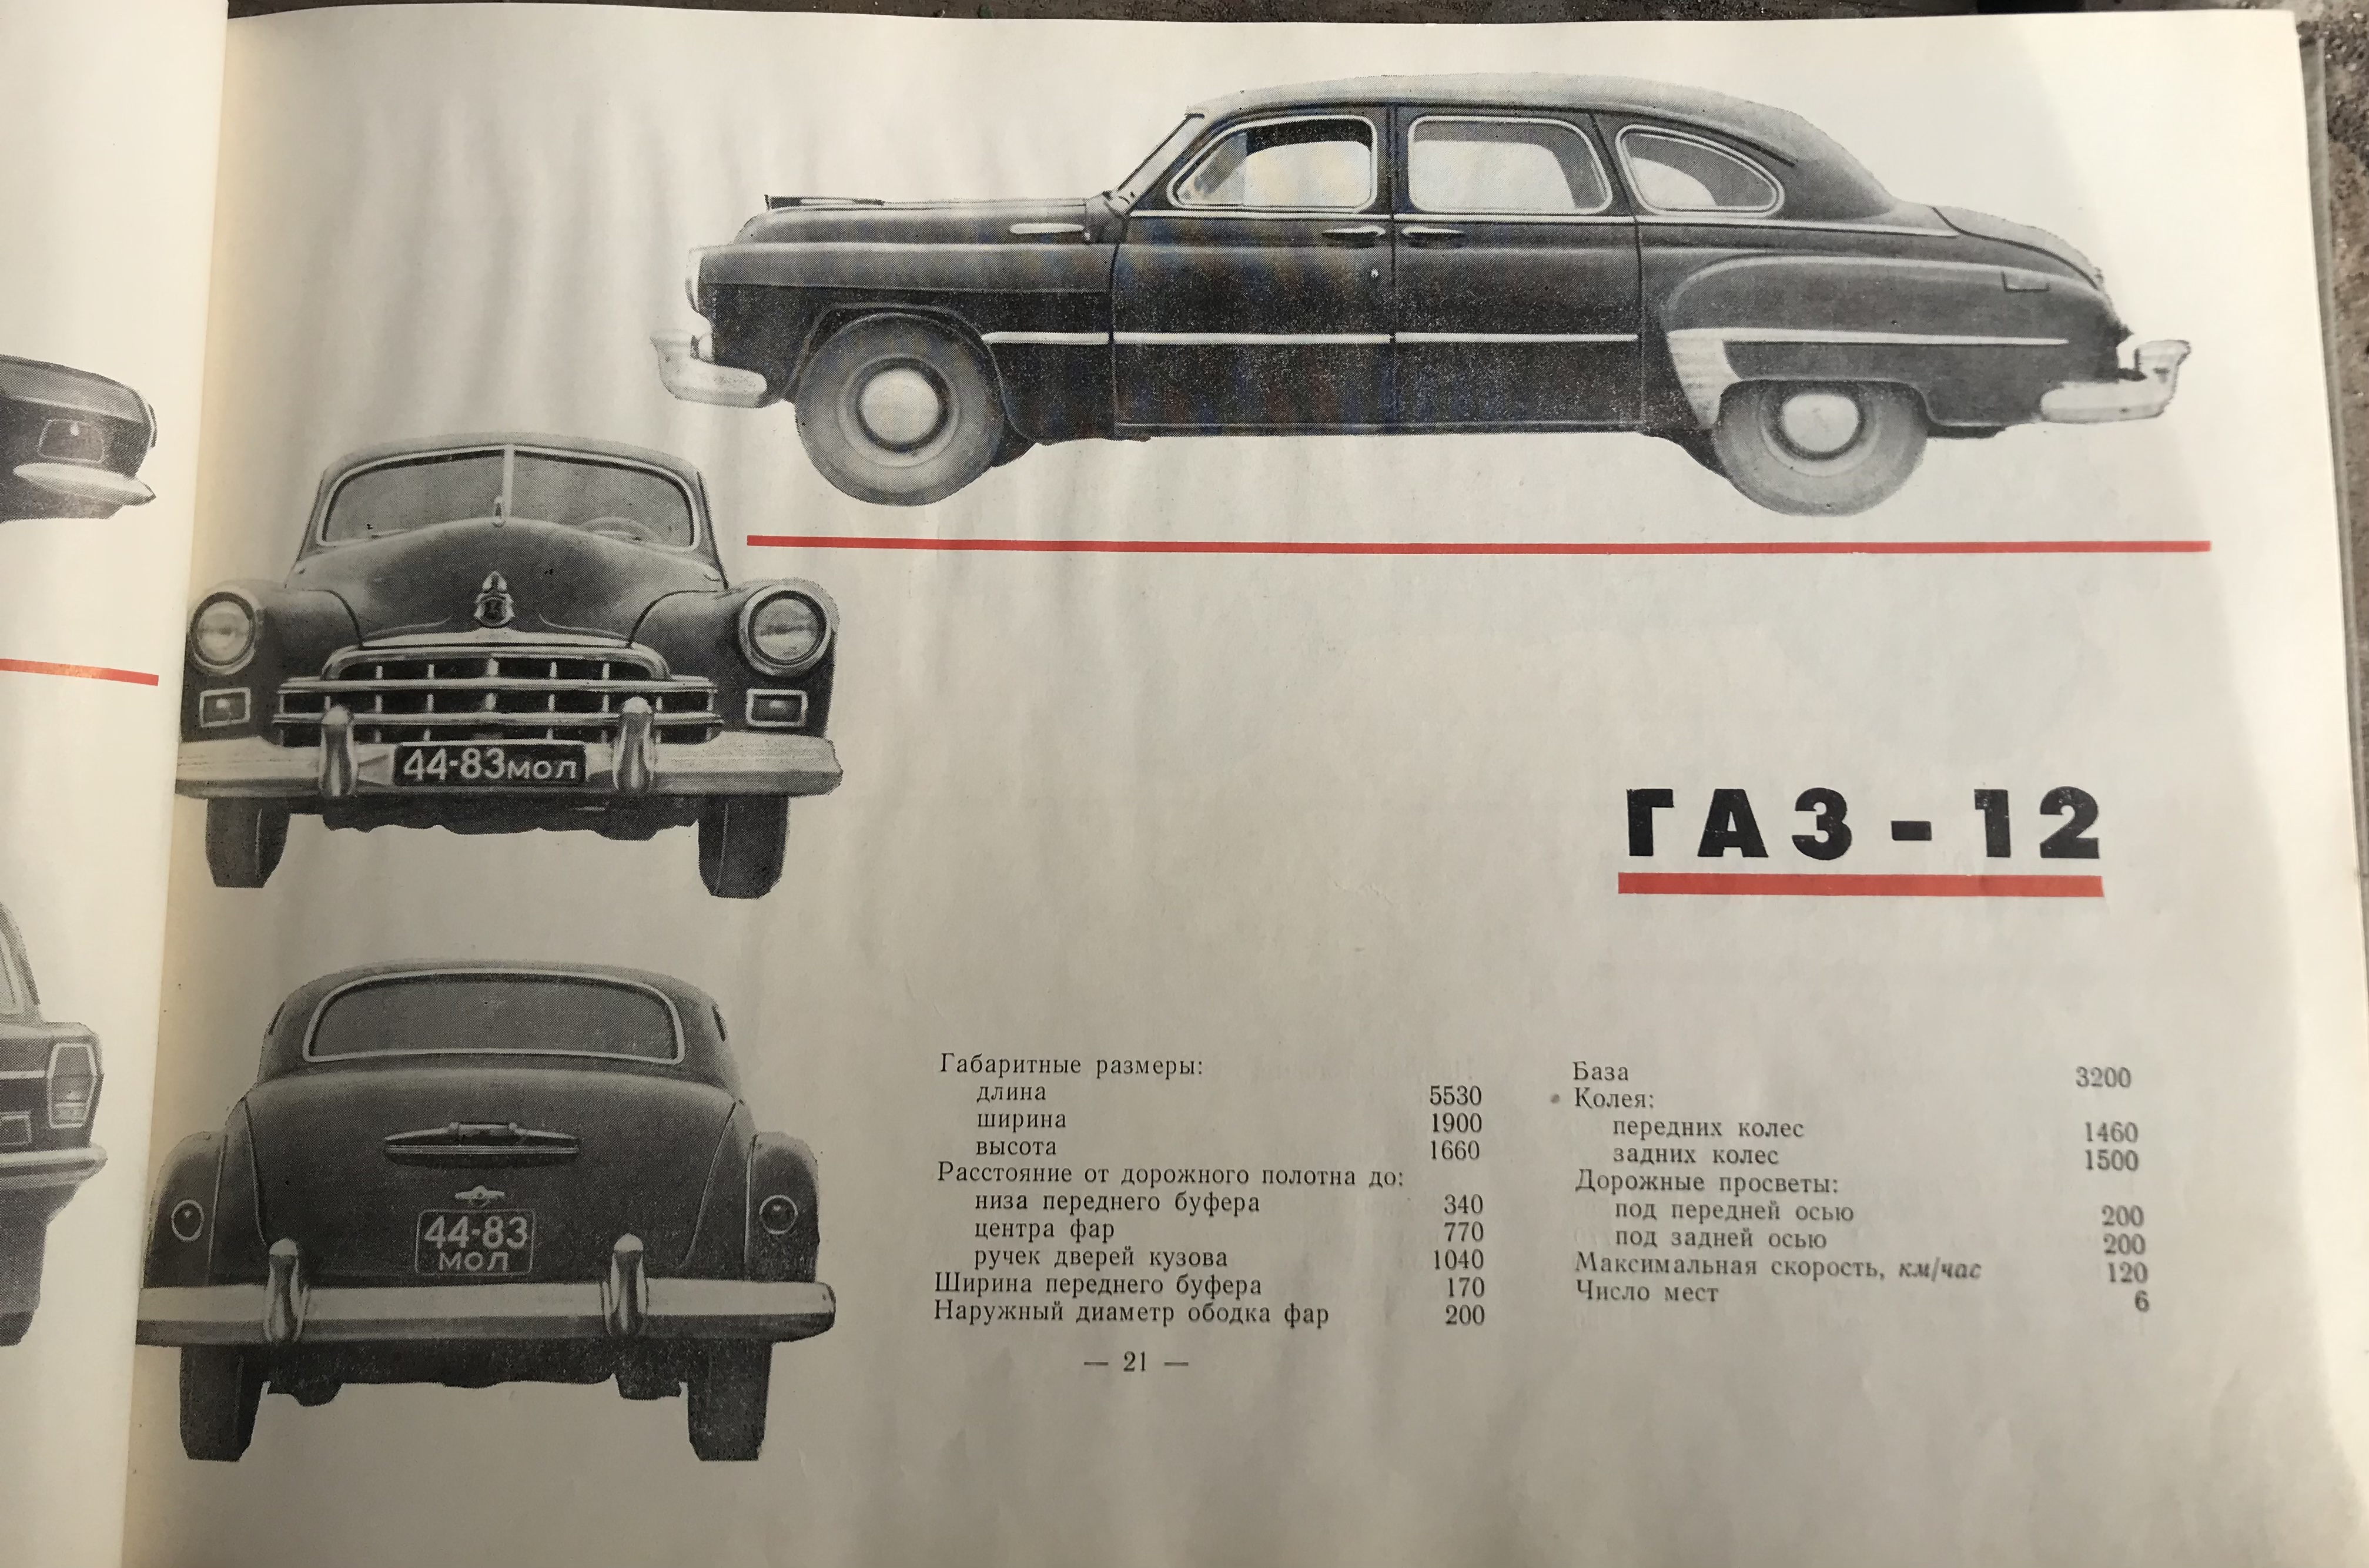 44-83мол
ГАЗ-12
44-83
мол
Габаритные размеры:
длина 5530
ширина 1900
высота 1660
Расстояние от дорожного полотна до:
низа переднего буфера 340
центра фар 770
ручек дверей кузова 1040
Ширина переднего буфера 170
Наружный диаметр ободка фар 200
База 3200
Колея:
передних колес 1460
задних колес 1500
Дорожные просветы:
под передней осью 200
под задней осью 200
Максимальная скорость, км/час 120
Число мест 6
— 21 —